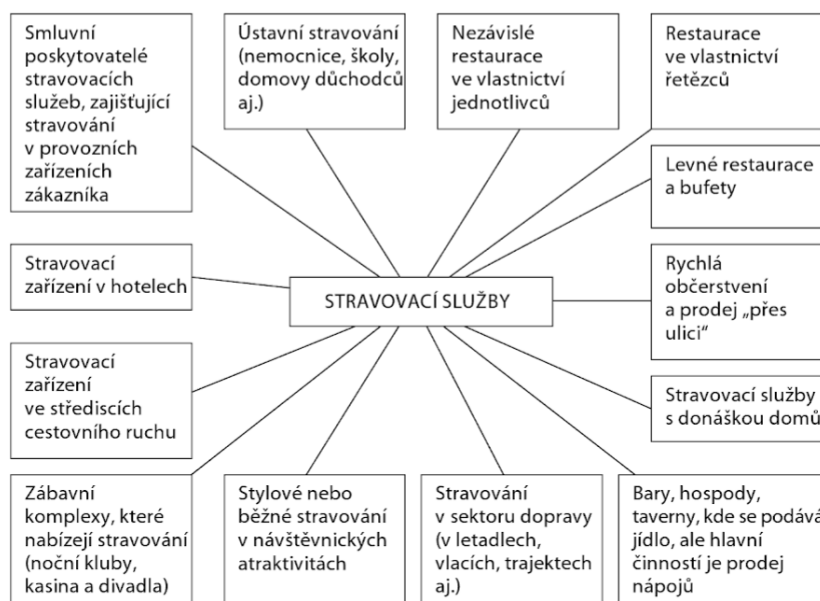 Smluvní
poskytovatelé
stravovacích
služeb, zajišťující
stravování
v provozních
zařízeních
zákazníka
Ústavní stravování
(nemocnice, školy,
domovy důchodců
aj.)
Nezávislé
restaurace
ve vlastnictví
jednotlivců
Restaurace
ve vlastnictví
řetězců
Levné restaurace
a bufety
Stravovací
zařízení v hotelech
STRAVOVACÍ SLUŽBY
Rychlá
občerstvení
a prodej „přes
ulici“
Stravovací
zařízení
ve střediscích
cestovního ruchu
Stravovací služby
s donáškou domů
Zábavní
komplexy, které
nabízejí stravování
(noční kluby,
kasina a divadla)
Stylové nebo
běžné stravování
v návštěvnických
atraktivitách
Stravování
v sektoru dopravy
(v letadlech,
vlacích, trajektech
aj.)
Bary, hospody,
taverny, kde se podává
jídlo, ale hlavní
činností je prodej
nápojů